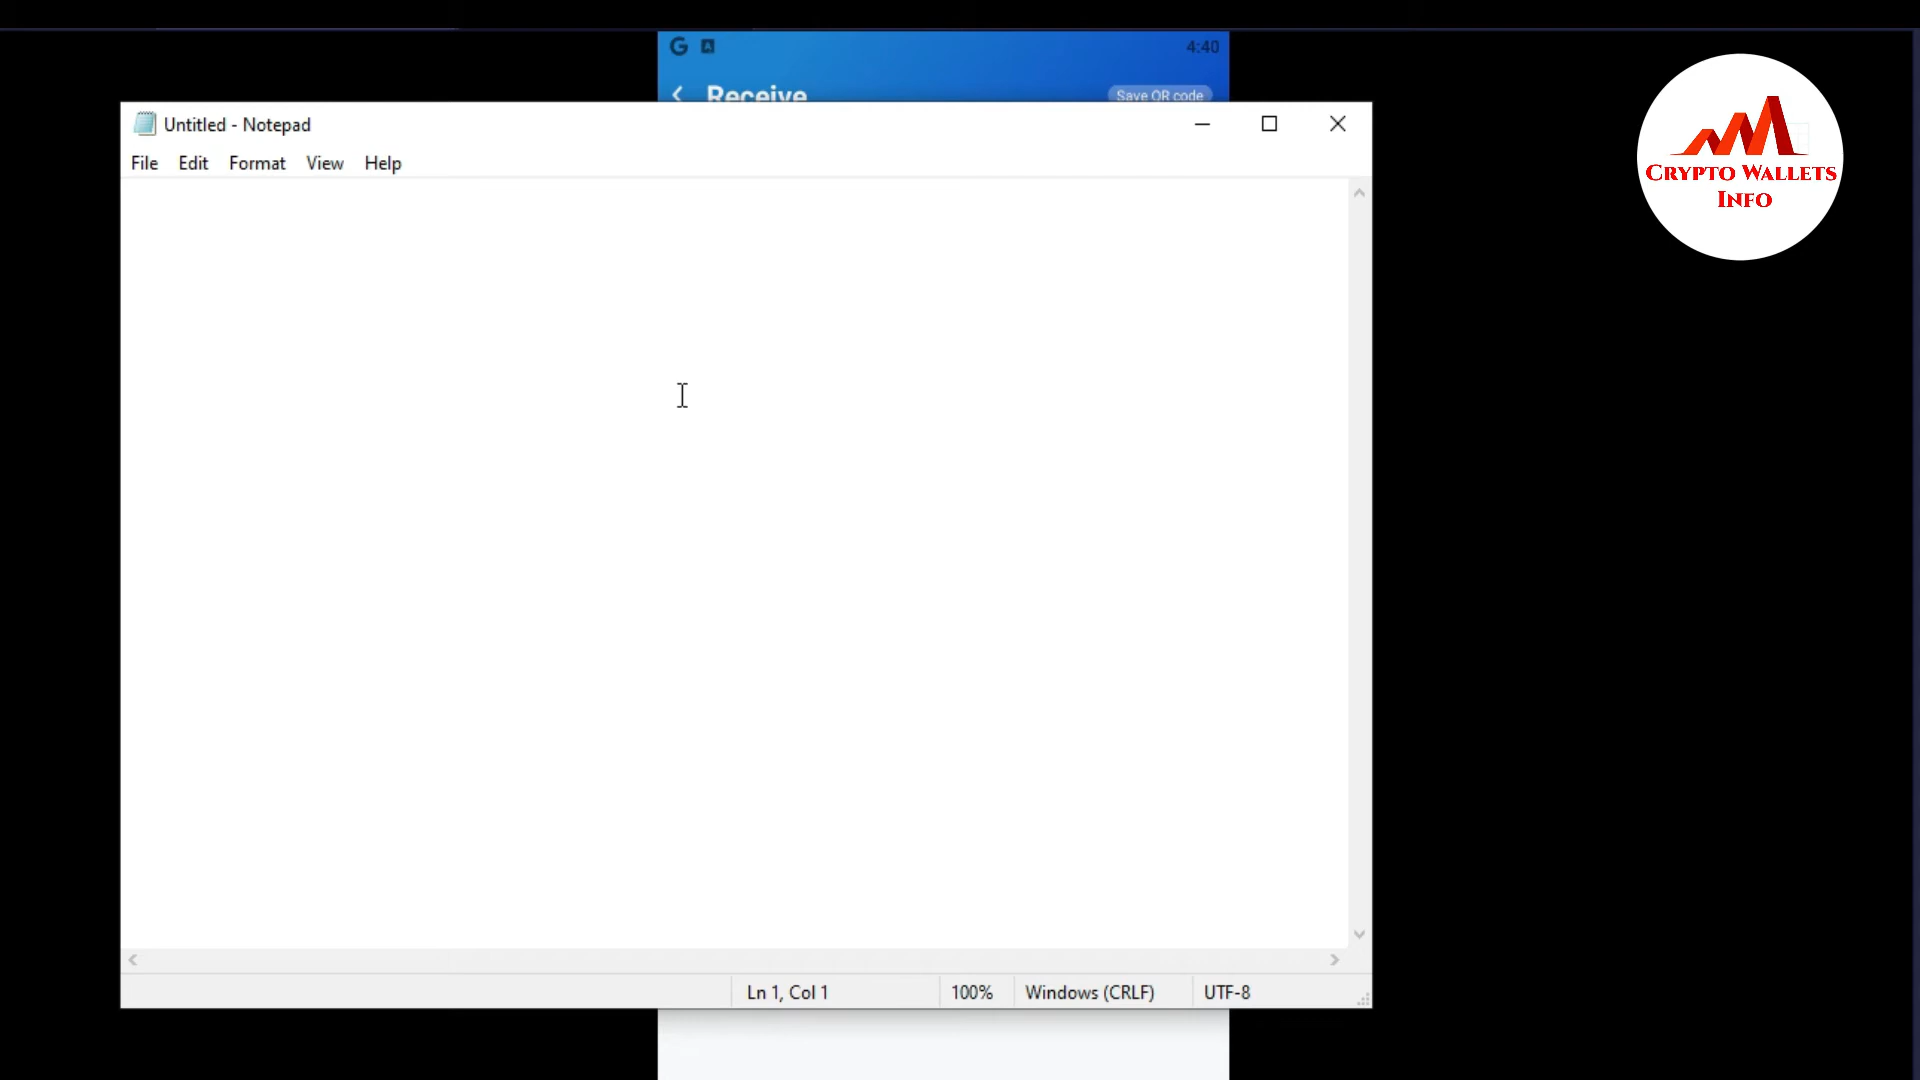 4:40
Receive
Save QR code
Untitled - Notepad
File Edit Format View Help
Ln 1, Col 1
100%
Windows (CRLF)
UTF-8
CRYPTO WALLETS
INFO